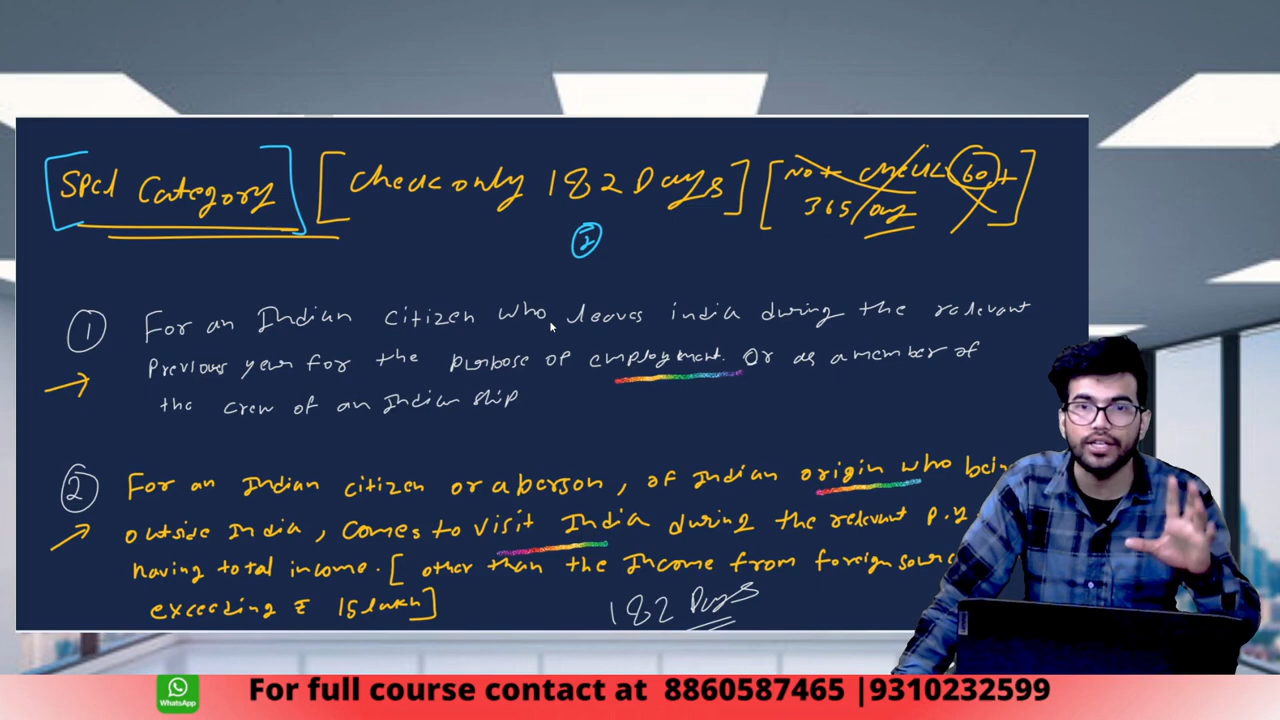 Spcl Category [Check only 182 Days] [Not check 60+
365/Day]
2
1 For an Indian citizen who leaves india during the relevant
Previous year for the purpose of employment. Or as a member of
the crew of an Indian ship
2 For an Indian citizen or a person, of Indian origin who being
outside India, comes to visit India during the relevant P.Y.
having total income. [other than the Income from foreign
exceeding ₹ 15 lakh]
182 Days
WhatsApp
For full course contact at 8860587465 |9310232599